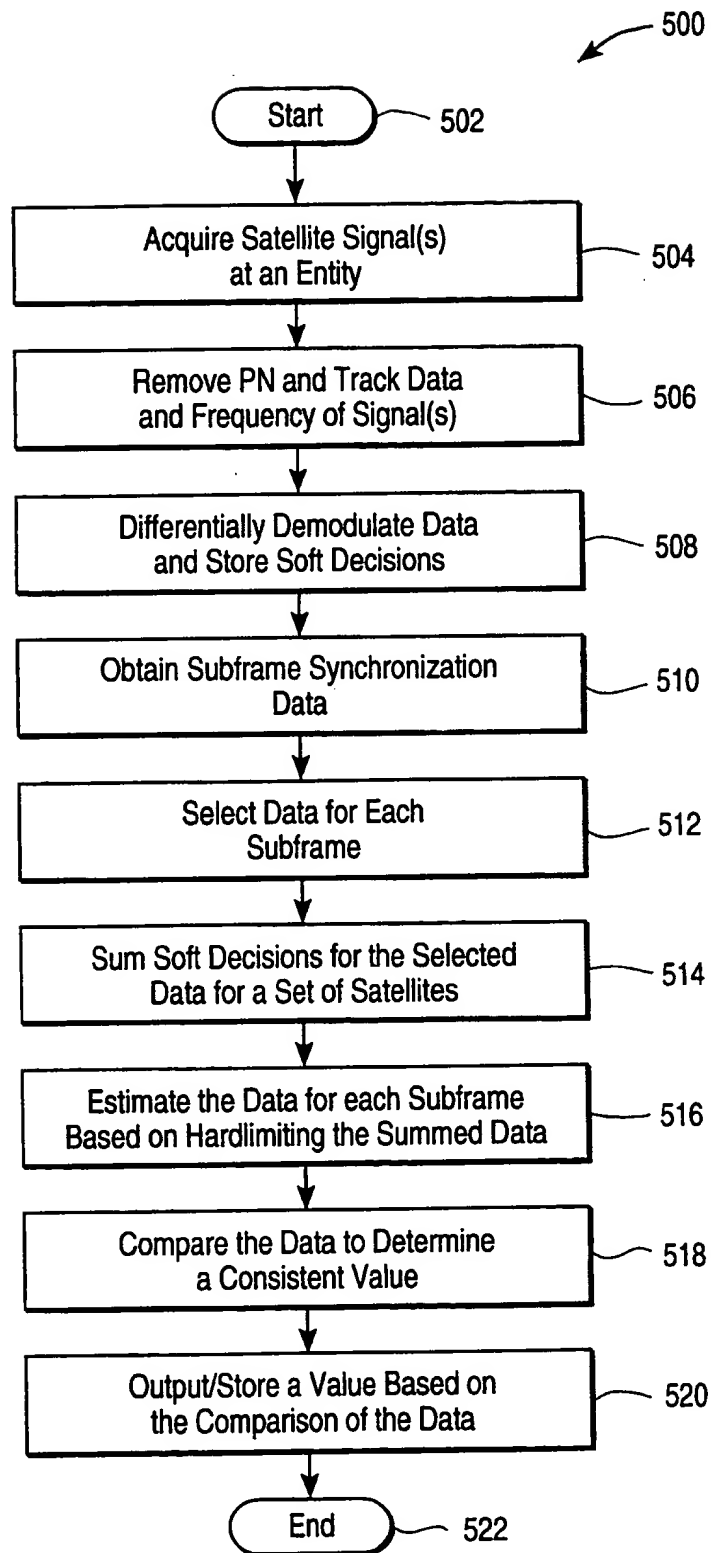 500
Start
502
Acquire Satellite Signal(s)
at an Entity
504
Remove PN and Track Data
and Frequency of Signal(s)
506
Differentially Demodulate Data
and Store Soft Decisions
508
Obtain Subframe Synchronization
Data
510
Select Data for Each
Subframe
512
Sum Soft Decisions for the Selected
Data for a Set of Satellites
514
Estimate the Data for each Subframe
Based on Hardlimiting the Summed Data
516
Compare the Data to Determine
a Consistent Value
518
Output/Store a Value Based on
the Comparison of the Data
520
End
522